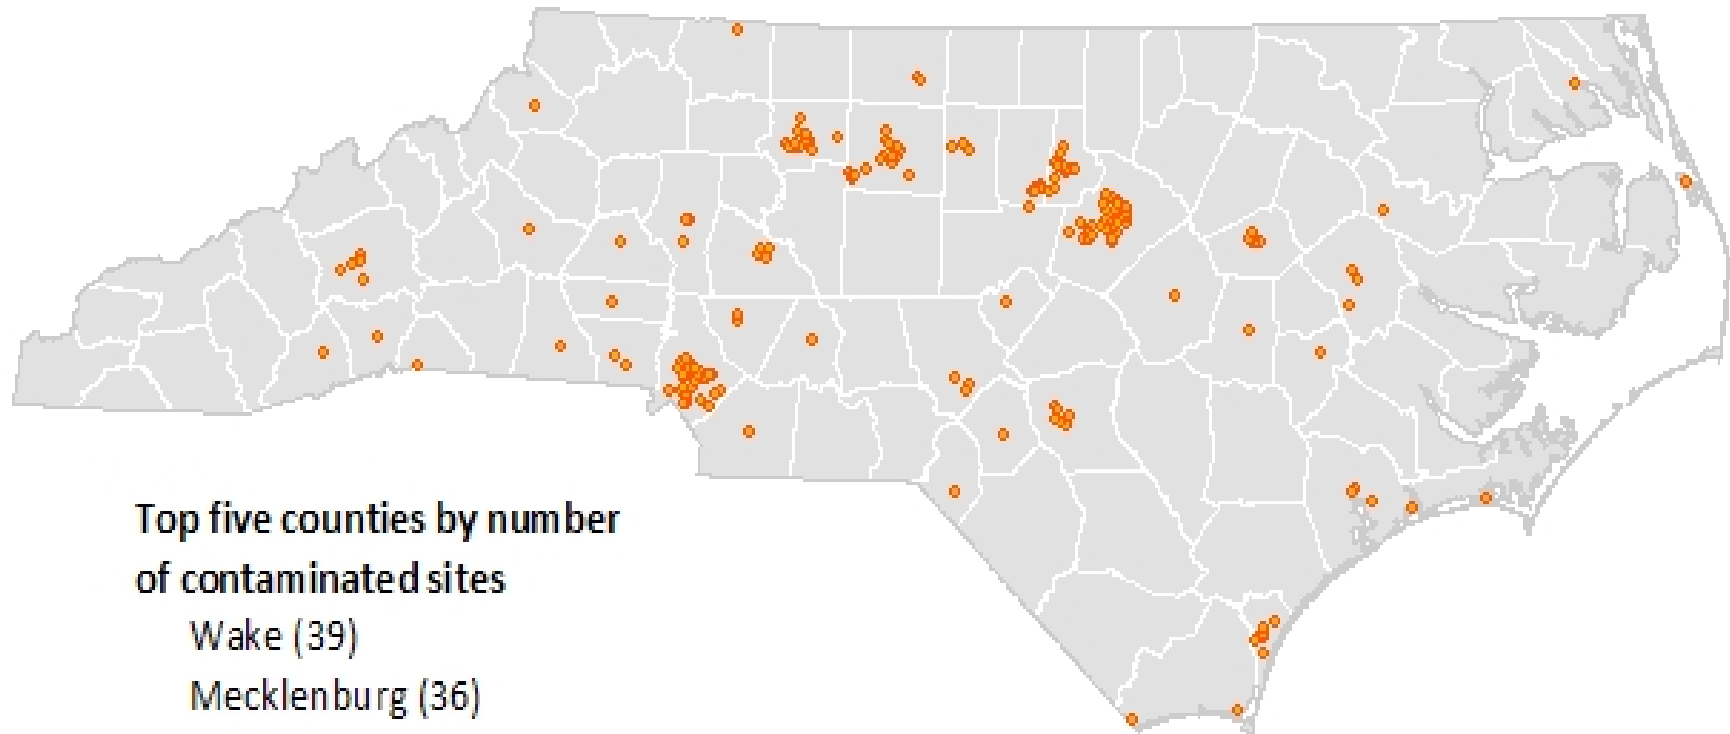 Top five counties by number
of contaminated sites
Wake (39)
Mecklenburg (36)